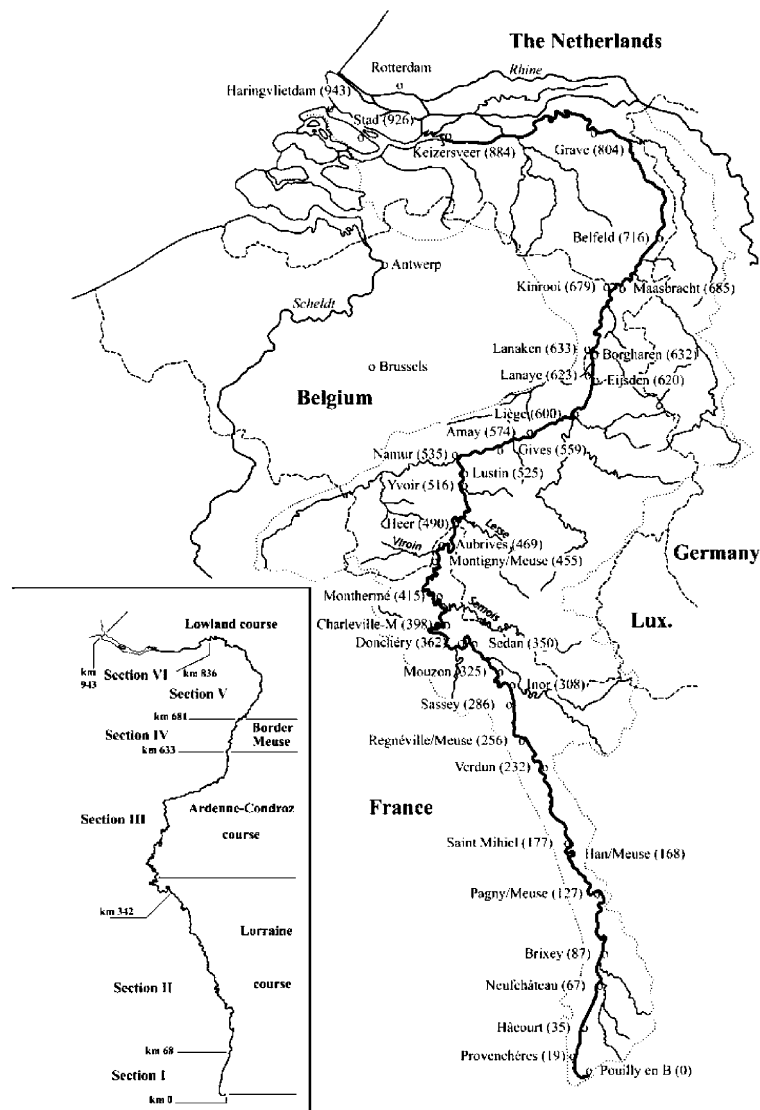 The Netherlands
Rotterdam
Rhine
Haringvlietdam (943)
Stad (926)
Keizersveer (884)
Grave (804)
Belfeld (716)
Antwerp
Kinrooi (679)
Maasbracht (685)
Scheldt
Lanaken (633)
Borgharen (632)
Brussels
Lanaye (623)
Eijsden (620)
Belgium
Liège (600)
Amay (574)
Gives (559)
Namur (535)
Lustin (525)
Yvoir (516)
Heer (490)
Lesse
Viroin
Aubrives (469)
Germany
Montigny/Meuse (455)
Monthermé (415)
Semois
Lux.
Charleville-M (398)
Donchéry (362)
Sedan (350)
Mouzon (325)
Inor (308)
Sassey (286)
Regnéville/Meuse (256)
Verdun (232)
France
Saint Mihiel (177)
Han/Meuse (168)
Pagny/Meuse (127)
Brixey (87)
Neufchâteau (67)
Hâcourt (35)
Provenchères (19)
Pouilly en B (0)
Lowland course
km
943
Section VI
km 836
Section V
km 681
Section IV
Border
Meuse
km 633
Section III
Ardenne-Condroz
course
km 342
Lorraine
course
Section II
km 68
Section I
km 0